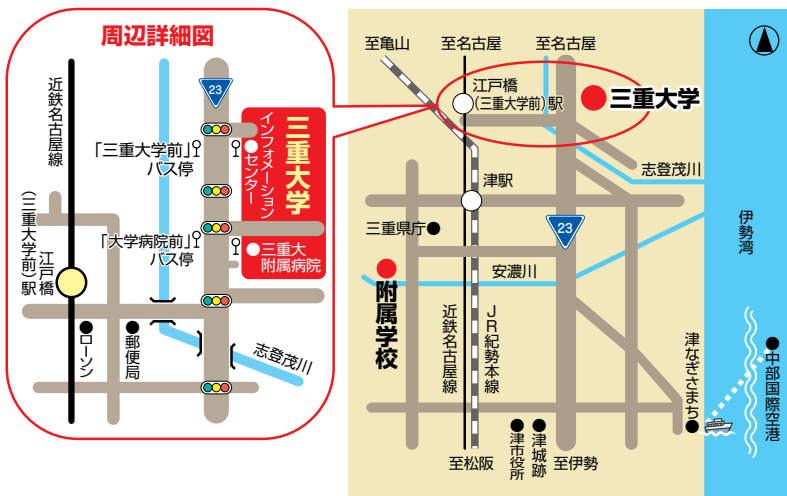 周辺詳細図
23
近鉄名古屋線
「三重大学前」
バス停
三重大学
インフォメーション
センター
「大学病院前」
バス停
三重大
附属病院
江戸橋
(三重大学前)駅
ローソン
郵便局
志登茂川
至亀山
至名古屋
至名古屋
江戸橋
(三重大学前)駅
三重大学
志登茂川
津駅
三重県庁
23
伊勢湾
安濃川
附属学校
近鉄名古屋線
JR紀勢本線
津なぎさまち
中部国際空港
津市役所
津城跡
至松阪
至伊勢